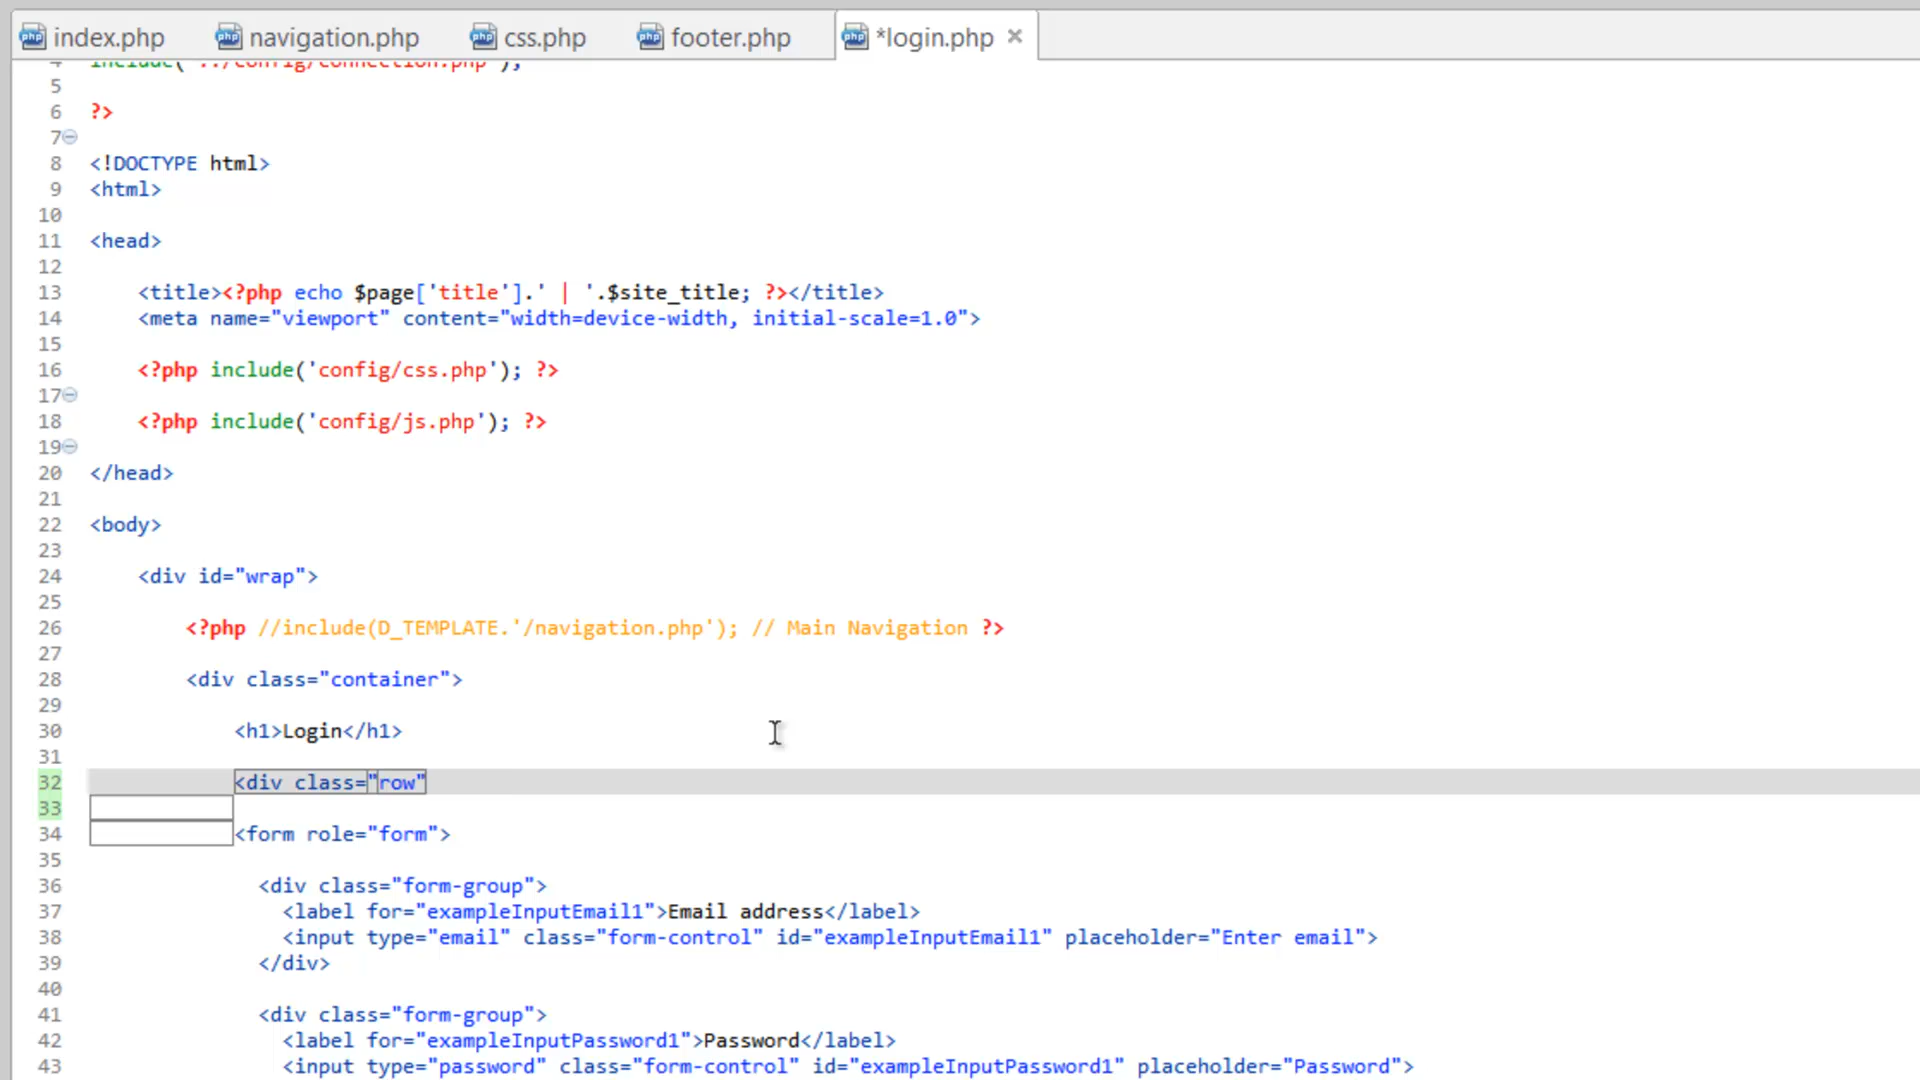 index.php navigation.php css.php footer.php *login.php
4 include('../config/connection.php');
5
6 ?>
7
8 <!DOCTYPE html>
9 <html>
10
11 <head>
12
13 <title><?php echo $page['title'].' | '.$site_title; ?></title>
14 <meta name="viewport" content="width=device-width, initial-scale=1.0">
15
16 <?php include('config/css.php'); ?>
17
18 <?php include('config/js.php'); ?>
19
20 </head>
21
22 <body>
23
24 <div id="wrap">
25
26 <?php //include(D_TEMPLATE.'/navigation.php'); // Main Navigation ?>
27
28 <div class="container">
29
30 <h1>Login</h1>
31
32 <div class="row"
33
34 <form role="form">
35
36 <div class="form-group">
37 <label for="exampleInputEmail1">Email address</label>
38 <input type="email" class="form-control" id="exampleInputEmail1" placeholder="Enter email">
39 </div>
40
41 <div class="form-group">
42 <label for="exampleInputPassword1">Password</label>
43 <input type="password" class="form-control" id="exampleInputPassword1" placeholder="Password">